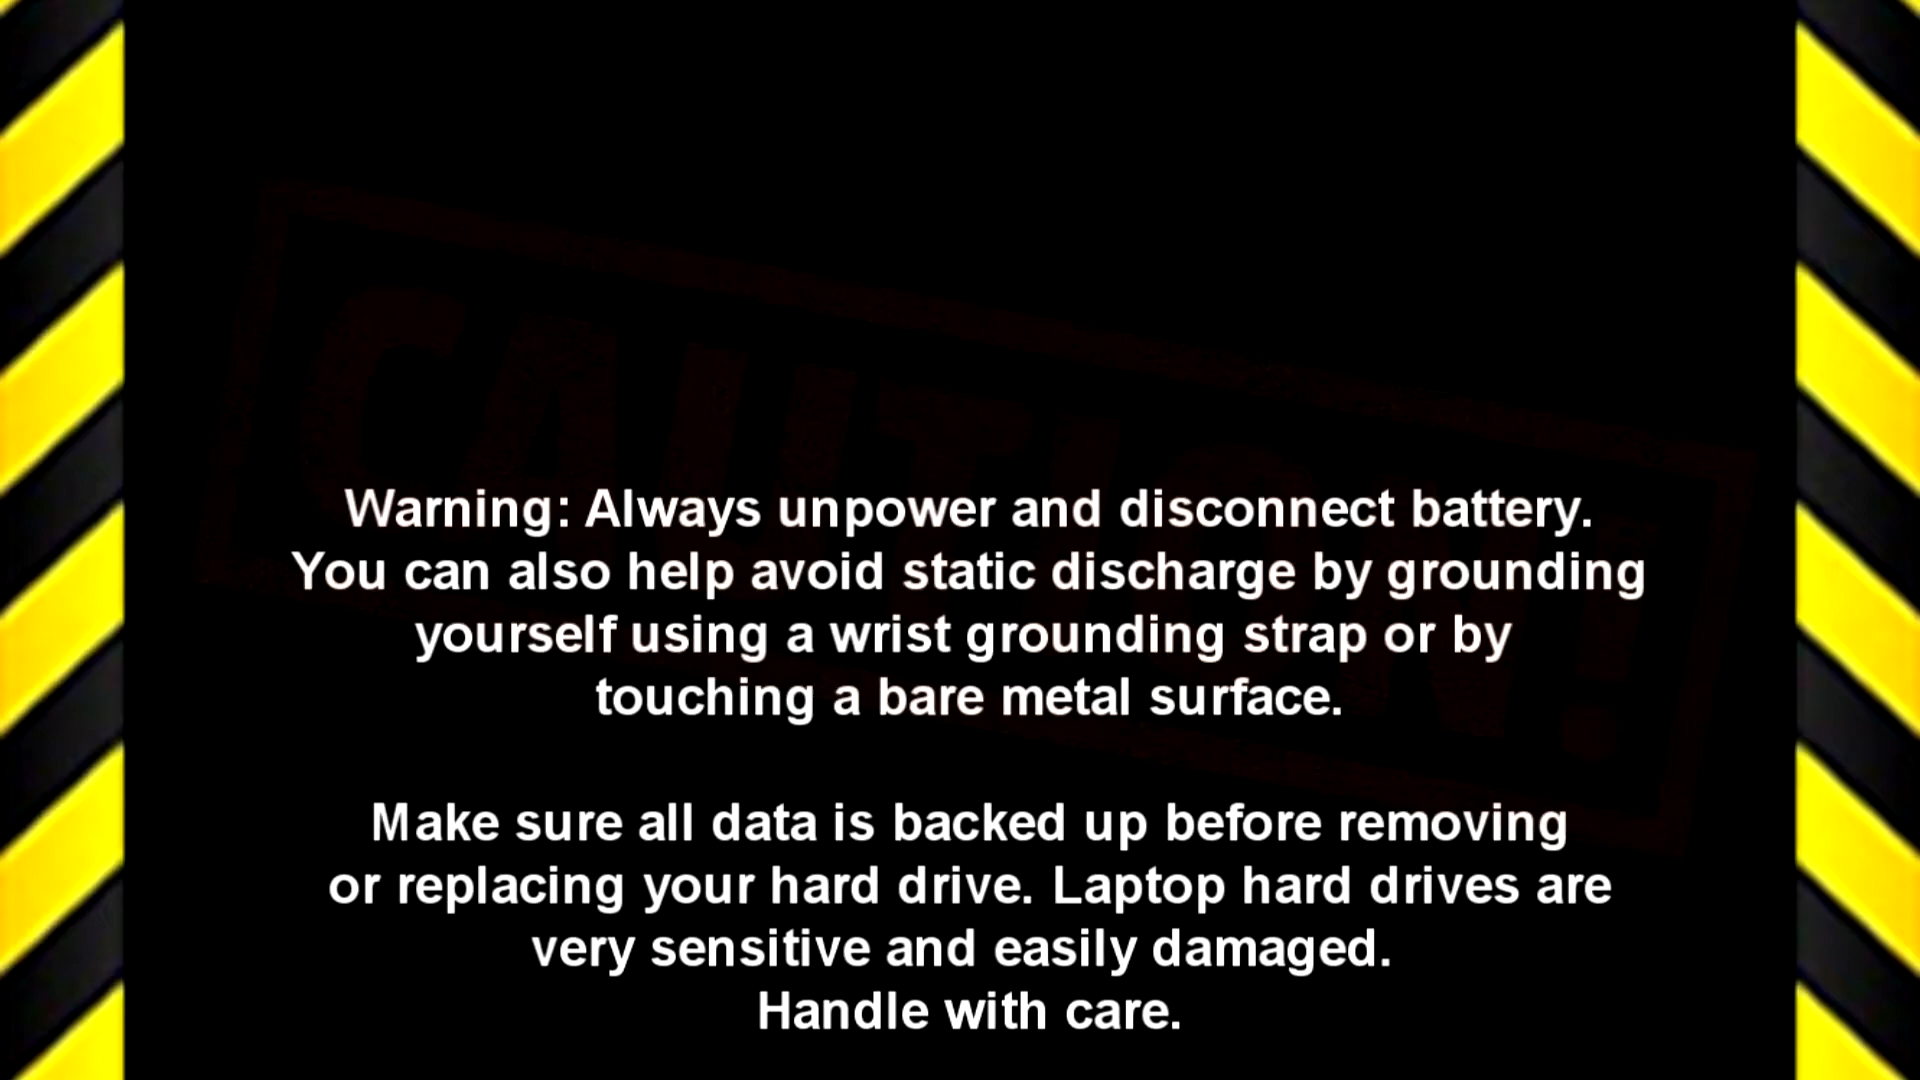 CAUTION!
Warning: Always unpower and disconnect battery.
You can also help avoid static discharge by grounding
yourself using a wrist grounding strap or by
touching a bare metal surface.
Make sure all data is backed up before removing
or replacing your hard drive. Laptop hard drives are
very sensitive and easily damaged.
Handle with care.